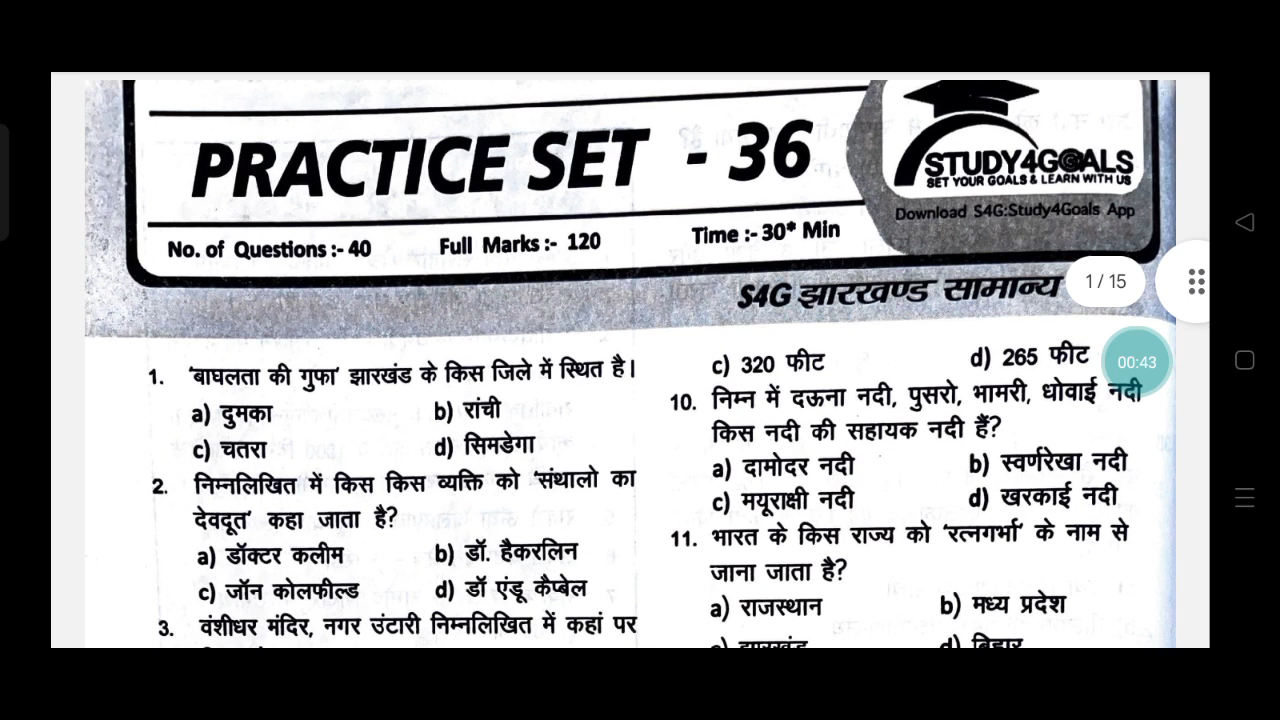 PRACTICE SET - 36
No. of Questions :- 40 Full Marks :- 120 Time :- 30* Min
STUDY4GOALS
SET YOUR GOALS & LEARN WITH US
Download S4G:Study4Goals App
S4G झारखण्ड सामान्य
1 / 15
00:43
1. 'बाघलता की गुफा' झारखंड के किस जिले में स्थित है।
a) दुमका b) रांची
c) चतरा d) सिमडेगा
2. निम्नलिखित में किस किस व्यक्ति को 'संथालो का
देवदूत' कहा जाता है?
a) डॉक्टर कलीम b) डॉ. हैकरलिन
c) जॉन कोलफील्ड d) डॉ एंडू कैप्बेल
3. वंशीधर मंदिर, नगर उंटारी निम्नलिखित में कहां पर
c) 320 फीट d) 265 फीट
10. निम्न में दऊना नदी, पुसरो, भामरी, धोवाई नदी
किस नदी की सहायक नदी हैं?
a) दामोदर नदी b) स्वर्णरेखा नदी
c) मयूराक्षी नदी d) खरकाई नदी
11. भारत के किस राज्य को 'रत्नगर्भा' के नाम से
जाना जाता है?
a) राजस्थान b) मध्य प्रदेश
c) झारखंड d) बिहार